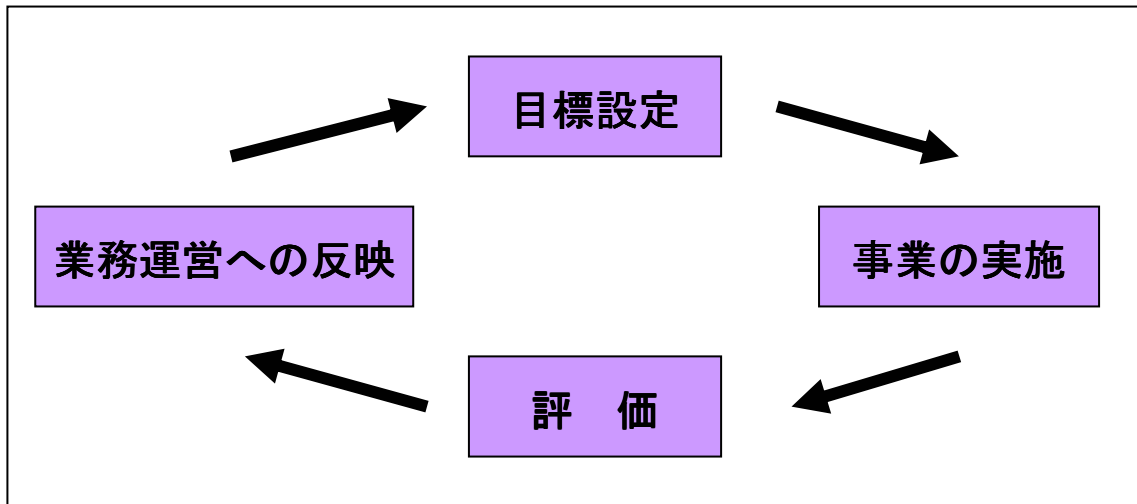 目標設定
業務運営への反映
事業の実施
評　価